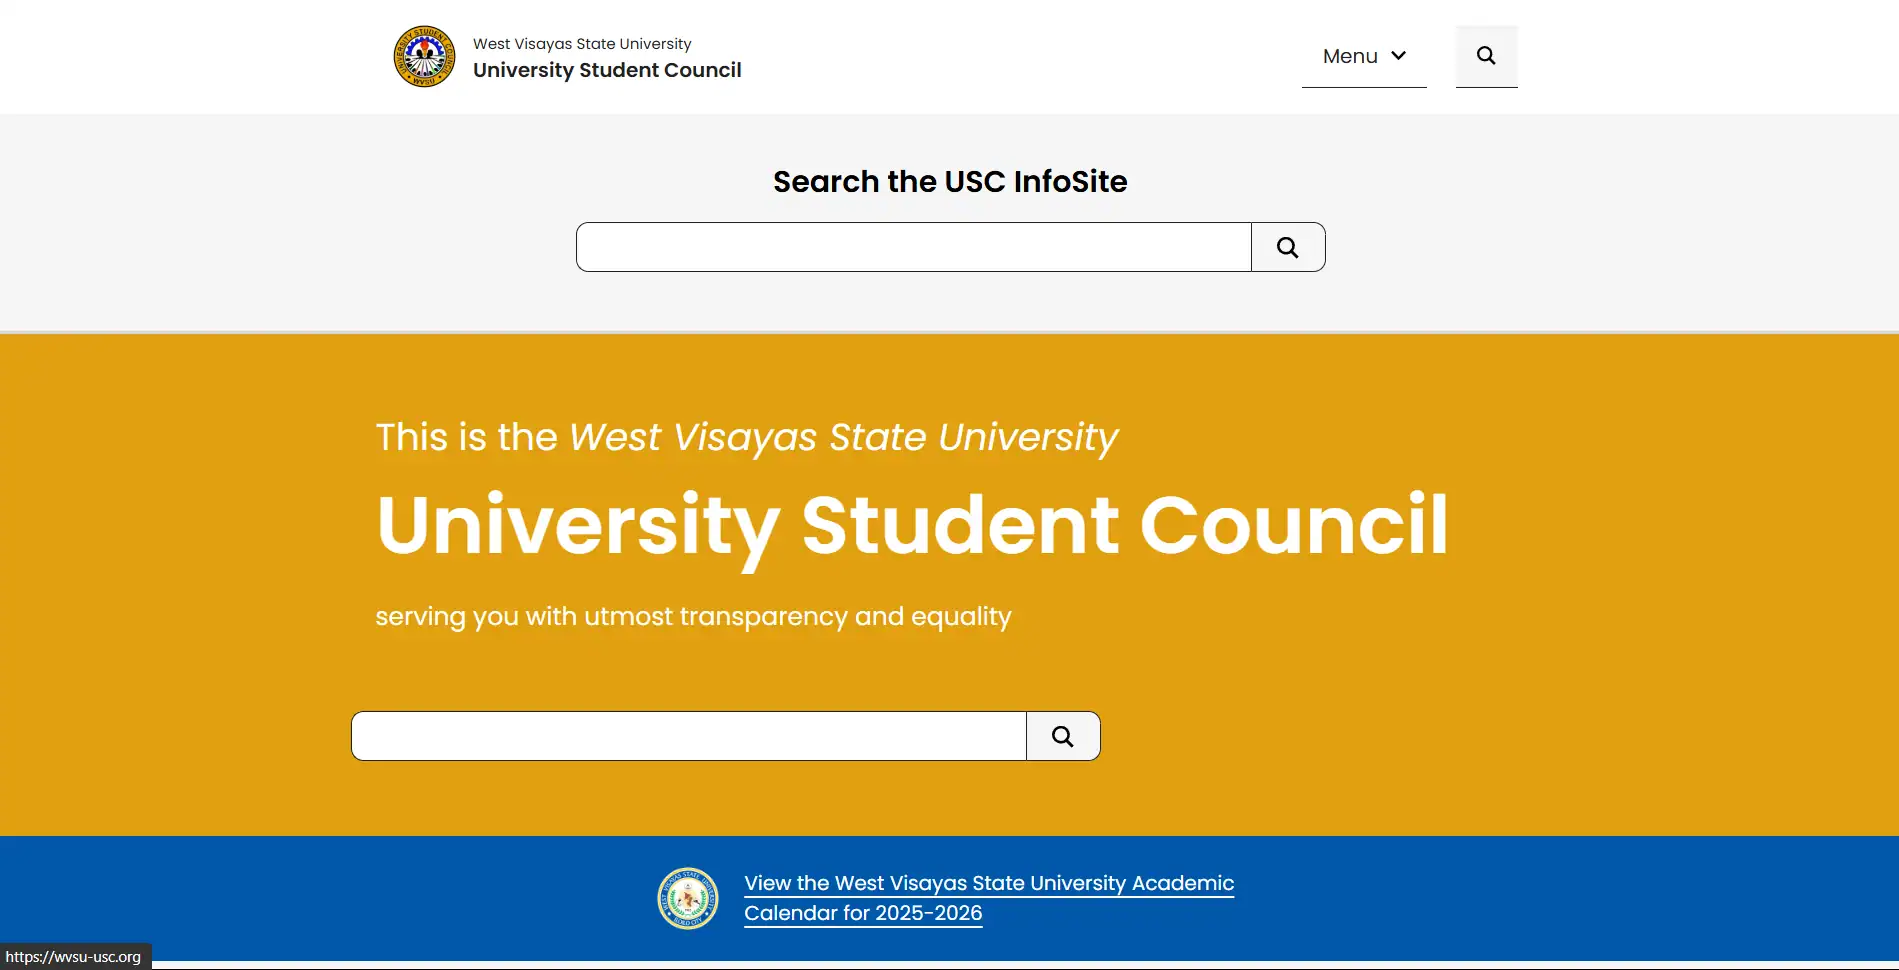 West Visayas State University
University Student Council
Menu
Search the USC InfoSite
This is the West Visayas State University
University Student Council
serving you with utmost transparency and equality
View the West Visayas State University Academic
Calendar for 2025-2026
https://wvsu-usc.org